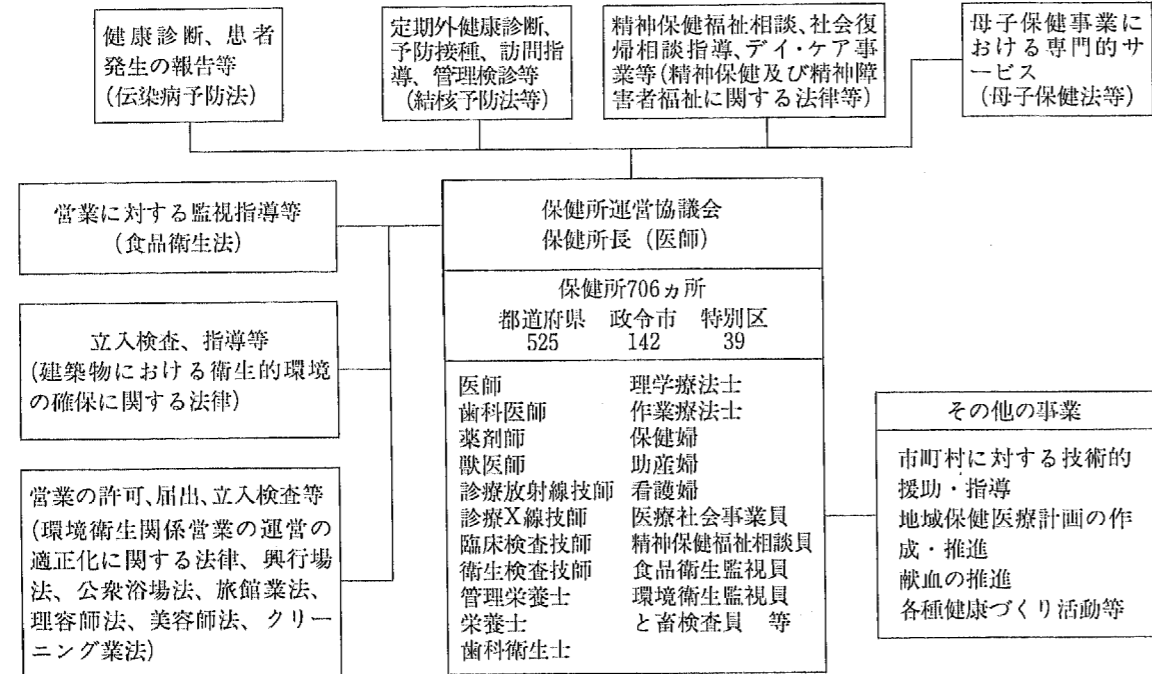 健康診断、患者
発生の報告等
(伝染病予防法)
定期外健康診断、
予防接種、訪問指
導、管理検診等
(結核予防法等)
精神保健福祉相談、社会復
帰相談指導、デイ・ケア事
業等(精神保健及び精神障
害者福祉に関する法律等)
母子保健事業に
おける専門的サ
ービス
(母子保健法等)
営業に対する監視指導等
(食品衛生法)
立入検査、指導等
(建築物における衛生的環境
の確保に関する法律)
営業の許可、届出、立入検査等
(環境衛生関係営業の運営の
適正化に関する法律、興行場
法、公衆浴場法、旅館業法、
理容師法、美容師法、クリー
ニング業法)
保健所運営協議会
保健所長(医師)
保健所706ヵ所
都道府県 政令市 特別区
525 142 39
医師 理学療法士
歯科医師 作業療法士
薬剤師 保健婦
獣医師 助産婦
診療放射線技師 看護婦
診療X線技師 医療社会事業員
臨床検査技師 精神保健福祉相談員
衛生検査技師 食品衛生監視員
管理栄養士 環境衛生監視員
栄養士 と畜検査員 等
歯科衛生士
その他の事業
市町村に対する技術的
援助・指導
地域保健医療計画の作
成・推進
献血の推進
各種健康づくり活動等